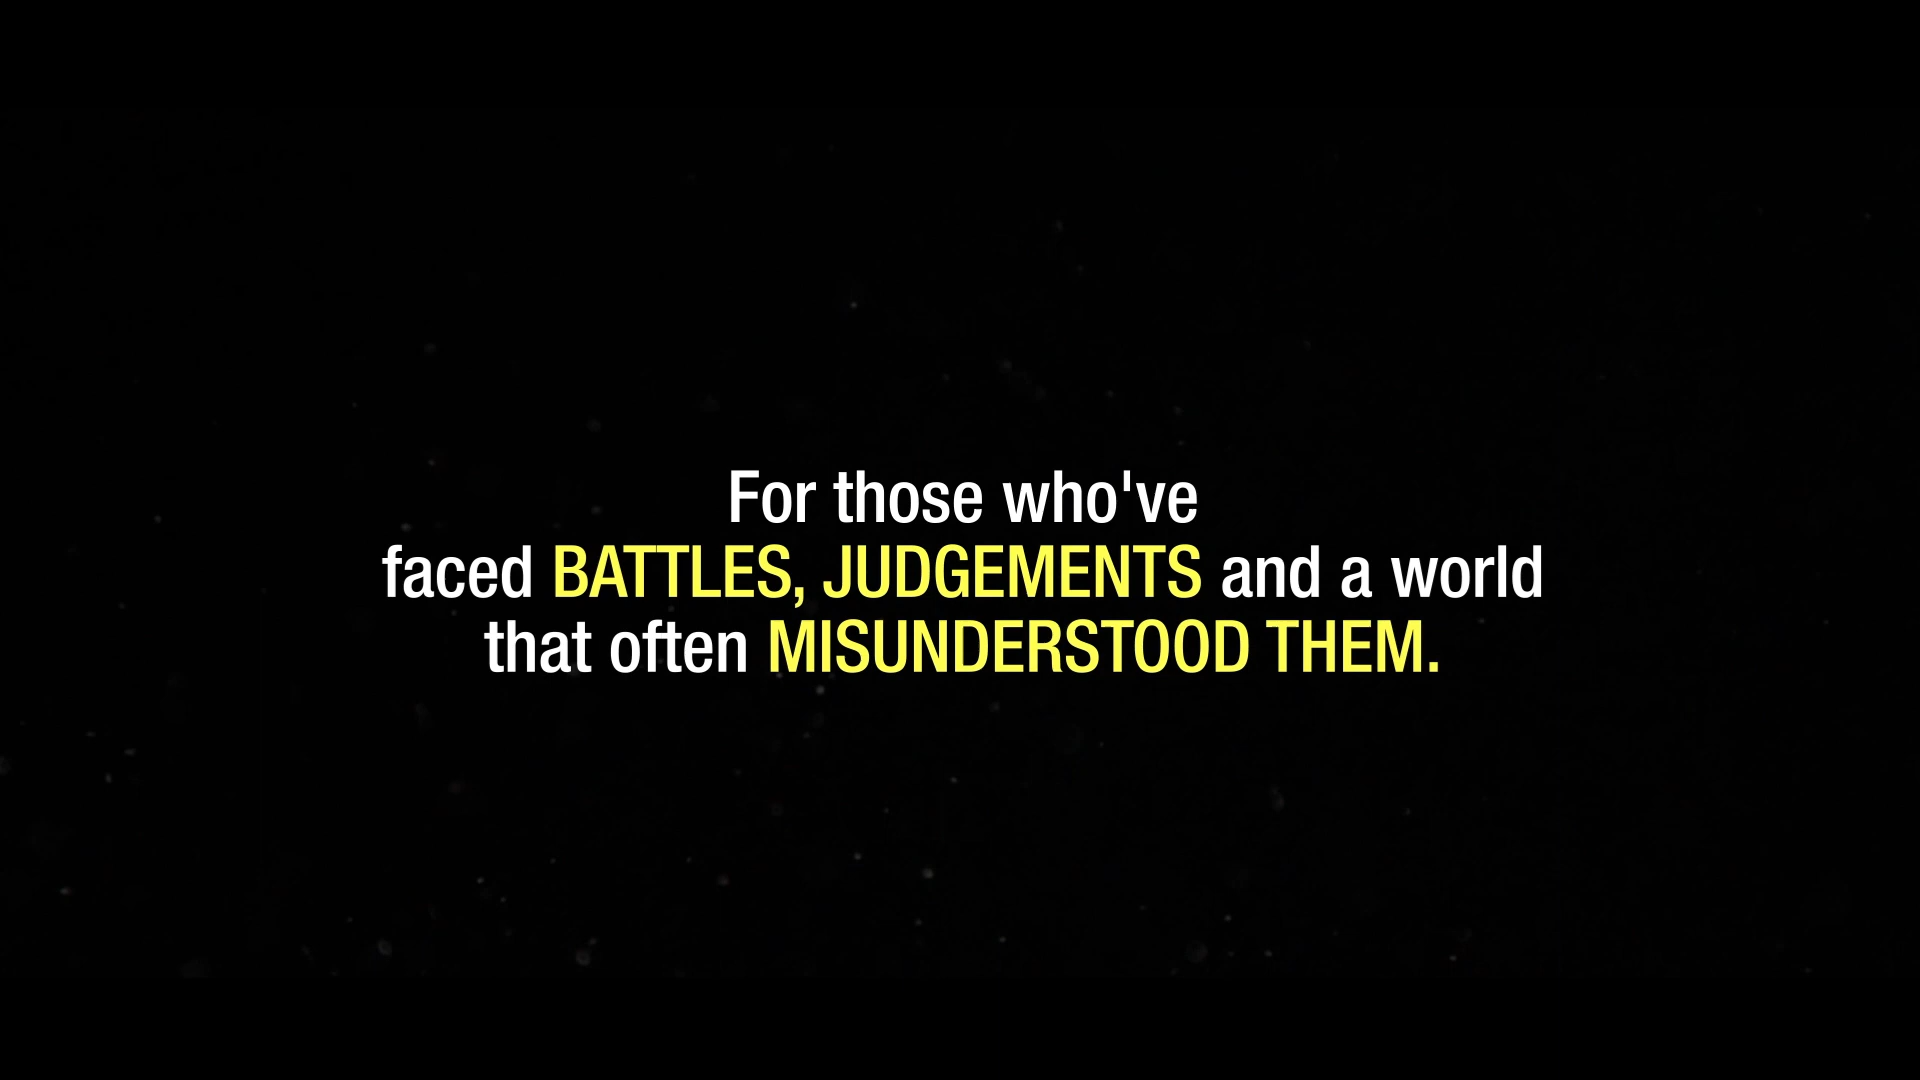 For those who've
faced BATTLES, JUDGEMENTS and a world
that often MISUNDERSTOOD THEM.